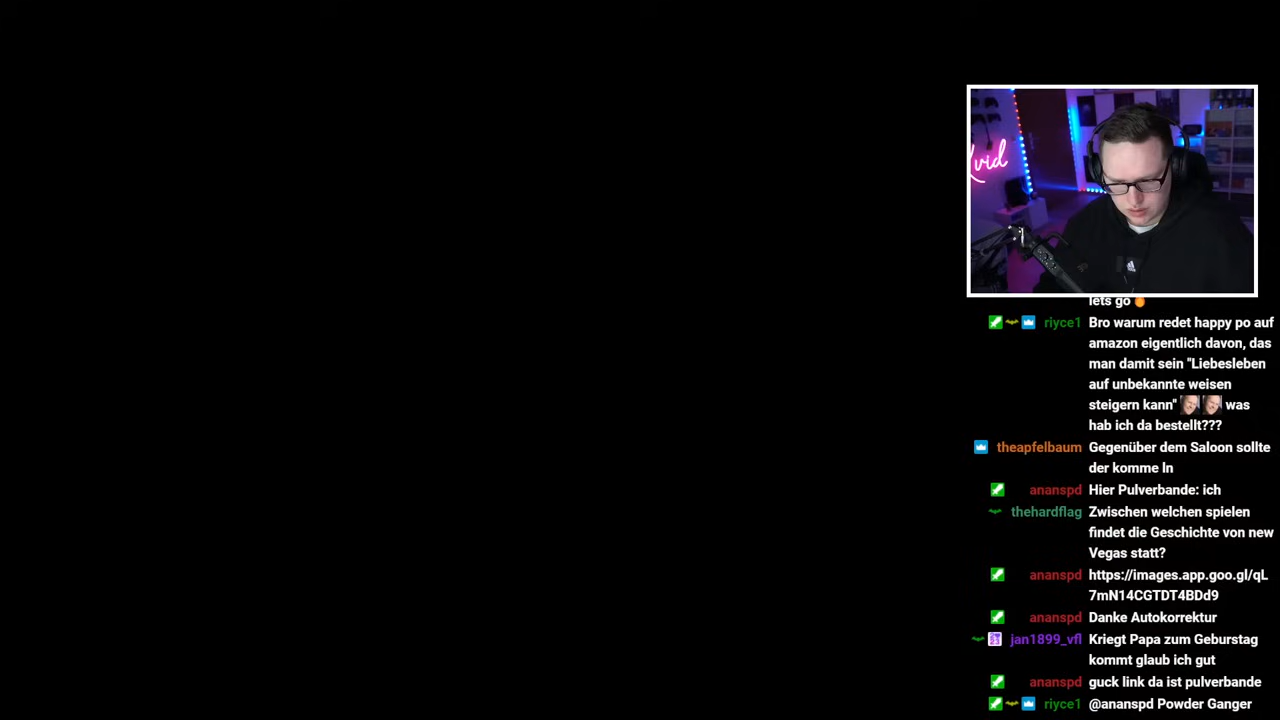 Kvid
lets go
riyce1 Bro warum redet happy po auf
amazon eigentlich davon, das
man damit sein "Liebesleben
auf unbekannte weisen
steigern kann" was
hab ich da bestellt???
theapfelbaum Gegenüber dem Saloon sollte
der komme ln
ananspd Hier Pulverbande: ich
thehardflag Zwischen welchen spielen
findet die Geschichte von new
Vegas statt?
ananspd https://images.app.goo.gl/qL
7mN14CGTDT4BDd9
ananspd Danke Autokorrektur
jan1899_vfl Kriegt Papa zum Geburstag
kommt glaub ich gut
ananspd guck link da ist pulverbande
riyce1 @ananspd Powder Ganger